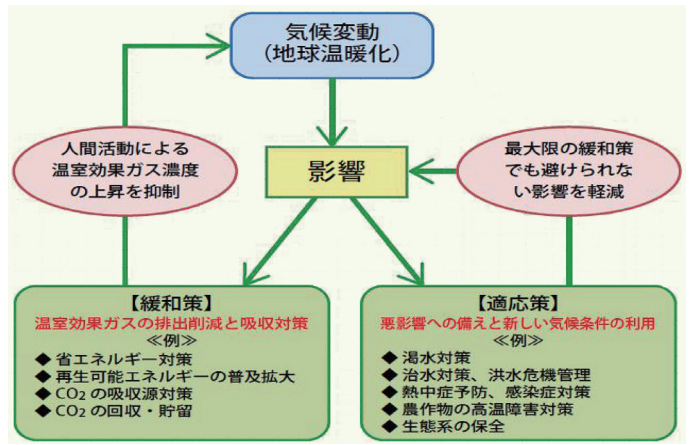 気候変動
(地球温暖化)
人間活動による
温室効果ガス濃度
の上昇を抑制
影響
最大限の緩和策
でも避けられな
い影響を軽減
【緩和策】
温室効果ガスの排出削減と吸収対策
≪例≫
◆ 省エネルギー対策
◆ 再生可能エネルギーの普及拡大
◆ CO₂ の吸収源対策
◆ CO₂ の回収・貯留
【適応策】
悪影響への備えと新しい気候条件の利用
≪例≫
◆ 渇水対策
◆ 治水対策、洪水危機管理
◆ 熱中症予防、感染症対策
◆ 農作物の高温障害対策
◆ 生態系の保全